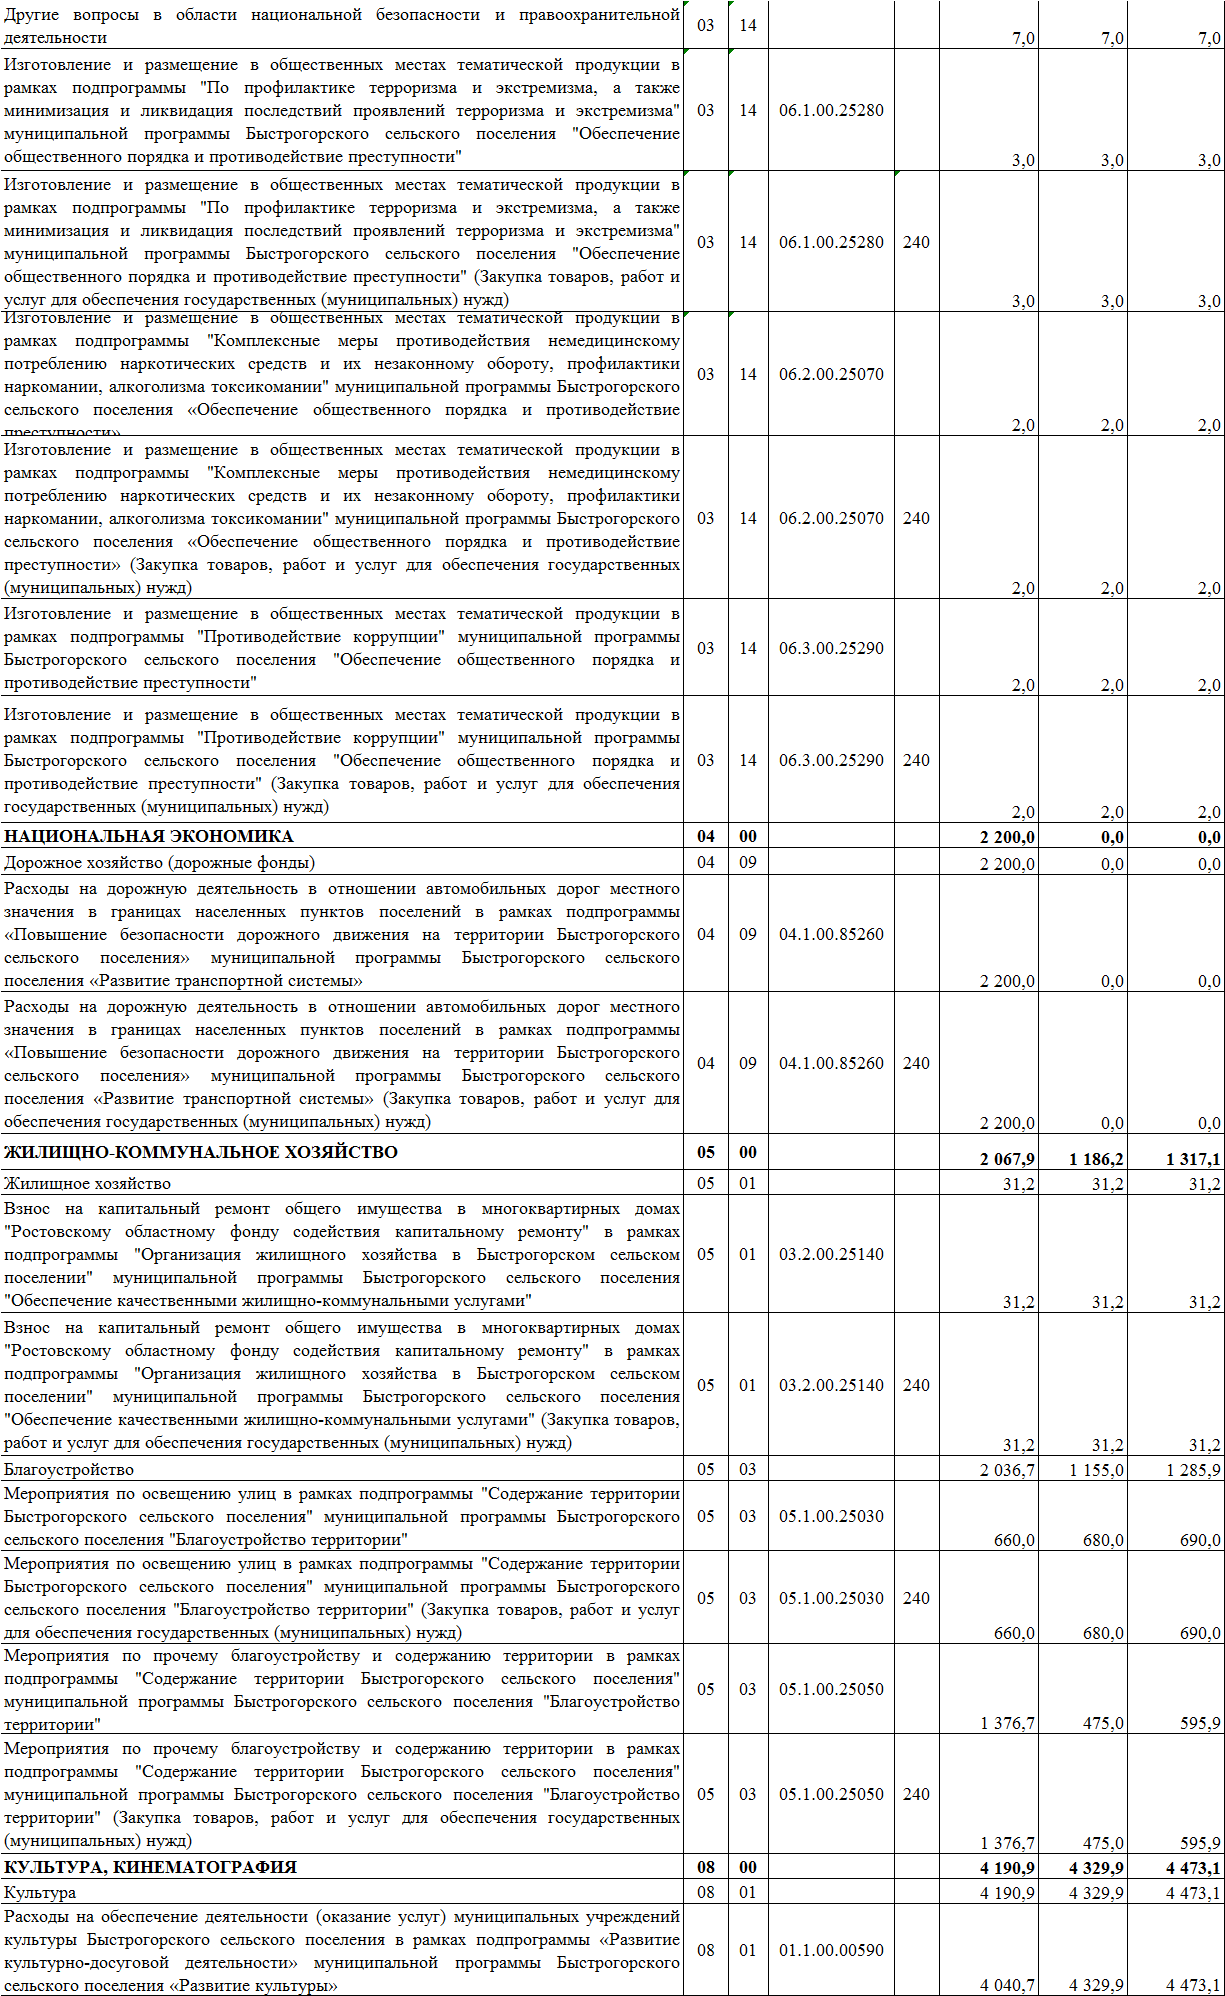 Другие вопросы в области национальной безопасности и правоохранительной
деятельности
03 14 7,0 7,0 7,0
Изготовление и размещение в общественных местах тематической продукции в
рамках подпрограммы "По профилактике терроризма и экстремизма, а также
минимизация и ликвидация последствий проявлений терроризма и экстремизма"
муниципальной программы Быстрогорского сельского поселения "Обеспечение
общественного порядка и противодействие преступности"
03 14 06.1.00.25280 3,0 3,0 3,0
Изготовление и размещение в общественных местах тематической продукции в
рамках подпрограммы "По профилактике терроризма и экстремизма, а также
минимизация и ликвидация последствий проявлений терроризма и экстремизма"
муниципальной программы Быстрогорского сельского поселения "Обеспечение
общественного порядка и противодействие преступности" (Закупка товаров, работ и
услуг для обеспечения государственных (муниципальных) нужд)
03 14 06.1.00.25280 240 3,0 3,0 3,0
Изготовление и размещение в общественных местах тематической продукции в
рамках подпрограммы "Комплексные меры противодействия немедицинскому
потреблению наркотических средств и их незаконному обороту, профилактики
наркомании, алкоголизма токсикомании" муниципальной программы Быстрогорского
сельского поселения «Обеспечение общественного порядка и противодействие
преступности»
03 14 06.2.00.25070 2,0 2,0 2,0
Изготовление и размещение в общественных местах тематической продукции в
рамках подпрограммы "Комплексные меры противодействия немедицинскому
потреблению наркотических средств и их незаконному обороту, профилактики
наркомании, алкоголизма токсикомании" муниципальной программы Быстрогорского
сельского поселения «Обеспечение общественного порядка и противодействие
преступности» (Закупка товаров, работ и услуг для обеспечения государственных
(муниципальных) нужд)
03 14 06.2.00.25070 240 2,0 2,0 2,0
Изготовление и размещение в общественных местах тематической продукции в
рамках подпрограммы "Противодействие коррупции" муниципальной программы
Быстрогорского сельского поселения "Обеспечение общественного порядка и
противодействие преступности"
03 14 06.3.00.25290 2,0 2,0 2,0
Изготовление и размещение в общественных местах тематической продукции в
рамках подпрограммы "Противодействие коррупции" муниципальной программы
Быстрогорского сельского поселения "Обеспечение общественного порядка и
противодействие преступности" (Закупка товаров, работ и услуг для обеспечения
государственных (муниципальных) нужд)
03 14 06.3.00.25290 240 2,0 2,0 2,0
НАЦИОНАЛЬНАЯ ЭКОНОМИКА 04 00 2 200,0 0,0 0,0
Дорожное хозяйство (дорожные фонды) 04 09 2 200,0 0,0 0,0
Расходы на дорожную деятельность в отношении автомобильных дорог местного
значения в границах населенных пунктов поселений в рамках подпрограммы
«Повышение безопасности дорожного движения на территории Быстрогорского
сельского поселения» муниципальной программы Быстрогорского сельского
поселения «Развитие транспортной системы»
04 09 04.1.00.85260 2 200,0 0,0 0,0
Расходы на дорожную деятельность в отношении автомобильных дорог местного
значения в границах населенных пунктов поселений в рамках подпрограммы
«Повышение безопасности дорожного движения на территории Быстрогорского
сельского поселения» муниципальной программы Быстрогорского сельского
поселения «Развитие транспортной системы» (Закупка товаров, работ и услуг для
обеспечения государственных (муниципальных) нужд)
04 09 04.1.00.85260 240 2 200,0 0,0 0,0
ЖИЛИЩНО-КОММУНАЛЬНОЕ ХОЗЯЙСТВО 05 00 2 067,9 1 186,2 1 317,1
Жилищное хозяйство 05 01 31,2 31,2 31,2
Взнос на капитальный ремонт общего имущества в многоквартирных домах
"Ростовскому областному фонду содействия капитальному ремонту" в рамках
подпрограммы "Организация жилищного хозяйства в Быстрогорском сельском
поселении" муниципальной программы Быстрогорского сельского поселения
"Обеспечение качественными жилищно-коммунальными услугами"
05 01 03.2.00.25140 31,2 31,2 31,2
Взнос на капитальный ремонт общего имущества в многоквартирных домах
"Ростовскому областному фонду содействия капитальному ремонту" в рамках
подпрограммы "Организация жилищного хозяйства в Быстрогорском сельском
поселении" муниципальной программы Быстрогорского сельского поселения
"Обеспечение качественными жилищно-коммунальными услугами" (Закупка товаров,
работ и услуг для обеспечения государственных (муниципальных) нужд)
05 01 03.2.00.25140 240 31,2 31,2 31,2
Благоустройство 05 03 2 036,7 1 155,0 1 285,9
Мероприятия по освещению улиц в рамках подпрограммы "Содержание территории
Быстрогорского сельского поселения" муниципальной программы Быстрогорского
сельского поселения "Благоустройство территории"
05 03 05.1.00.25030 660,0 680,0 690,0
Мероприятия по освещению улиц в рамках подпрограммы "Содержание территории
Быстрогорского сельского поселения" муниципальной программы Быстрогорского
сельского поселения "Благоустройство территории" (Закупка товаров, работ и услуг
для обеспечения государственных (муниципальных) нужд)
05 03 05.1.00.25030 240 660,0 680,0 690,0
Мероприятия по прочему благоустройству и содержанию территории в рамках
подпрограммы "Содержание территории Быстрогорского сельского поселения"
муниципальной программы Быстрогорского сельского поселения "Благоустройство
территории"
05 03 05.1.00.25050 1 376,7 475,0 595,9
Мероприятия по прочему благоустройству и содержанию территории в рамках
подпрограммы "Содержание территории Быстрогорского сельского поселения"
муниципальной программы Быстрогорского сельского поселения "Благоустройство
территории" (Закупка товаров, работ и услуг для обеспечения государственных
(муниципальных) нужд)
05 03 05.1.00.25050 240 1 376,7 475,0 595,9
КУЛЬТУРА, КИНЕМАТОГРАФИЯ 08 00 4 190,9 4 329,9 4 473,1
Культура 08 01 4 190,9 4 329,9 4 473,1
Расходы на обеспечение деятельности (оказание услуг) муниципальных учреждений
культуры Быстрогорского сельского поселения в рамках подпрограммы «Развитие
культурно-досуговой деятельности» муниципальной программы Быстрогорского
сельского поселения «Развитие культуры»
08 01 01.1.00.00590 4 040,7 4 329,9 4 473,1